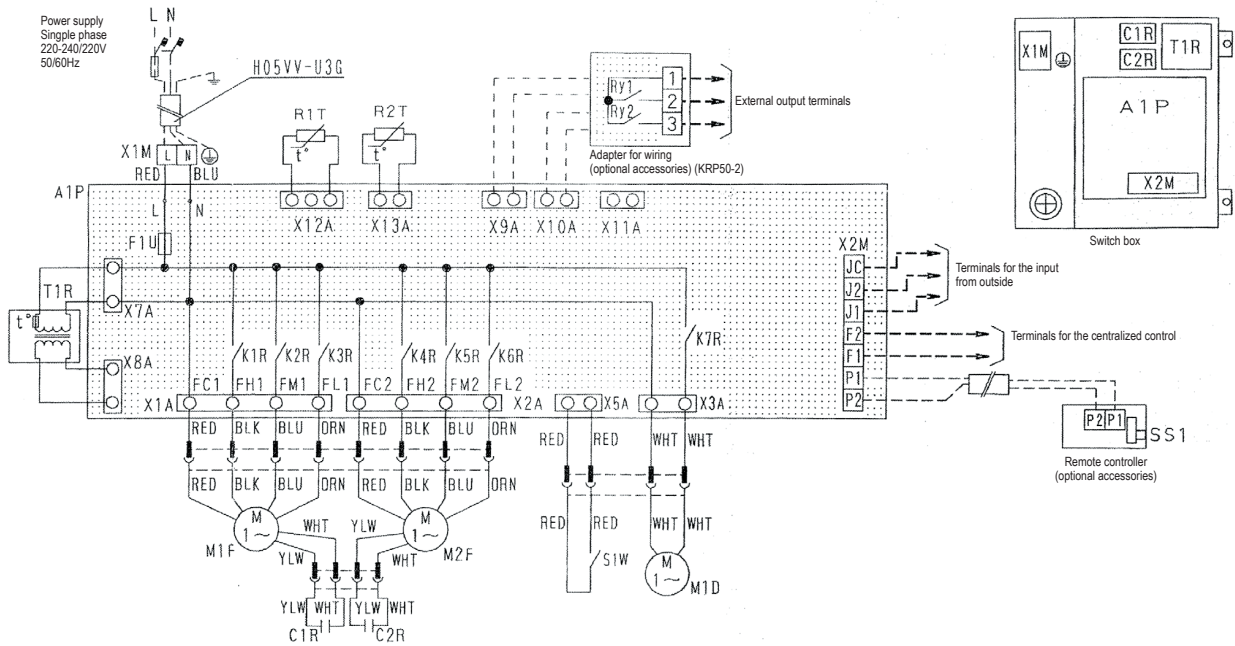 Power supply
Singple phase
220-240/220V
50/60Hz
L N
H05VV-U3G
X1M L N
RED BLU
R1T R2T
t° t°
Ry1 1
Ry2 2
3
External output terminals
Adapter for wiring
(optional accessories) (KRP50-2)
X1M C1R T1R
C2R
A1P
X2M
Switch box
A1P
L N
X12A X13A X9A X10A X11A
F1U
X2M
JC
J2
J1
F2
F1
P1
P2
Terminals for the input
from outside
Terminals for the centralized control
T1R
t°
X7A
X8A
K1R K2R K3R K4R K5R K6R K7R
FC1 FH1 FM1 FL1 FC2 FH2 FM2 FL2
X1A X2A X5A X3A
P2 P1
SS1
Remote controller
(optional accessories)
RED BLK BLU ORN RED BLK BLU ORN RED RED WHT WHT
RED BLK BLU ORN RED BLK BLU ORN
RED RED WHT WHT
M 1~ M 1~
M1F WHT YLW M2F
YLW WHT
S1W
M 1~
M1D
YLW WHT YLW WHT
C1R C2R